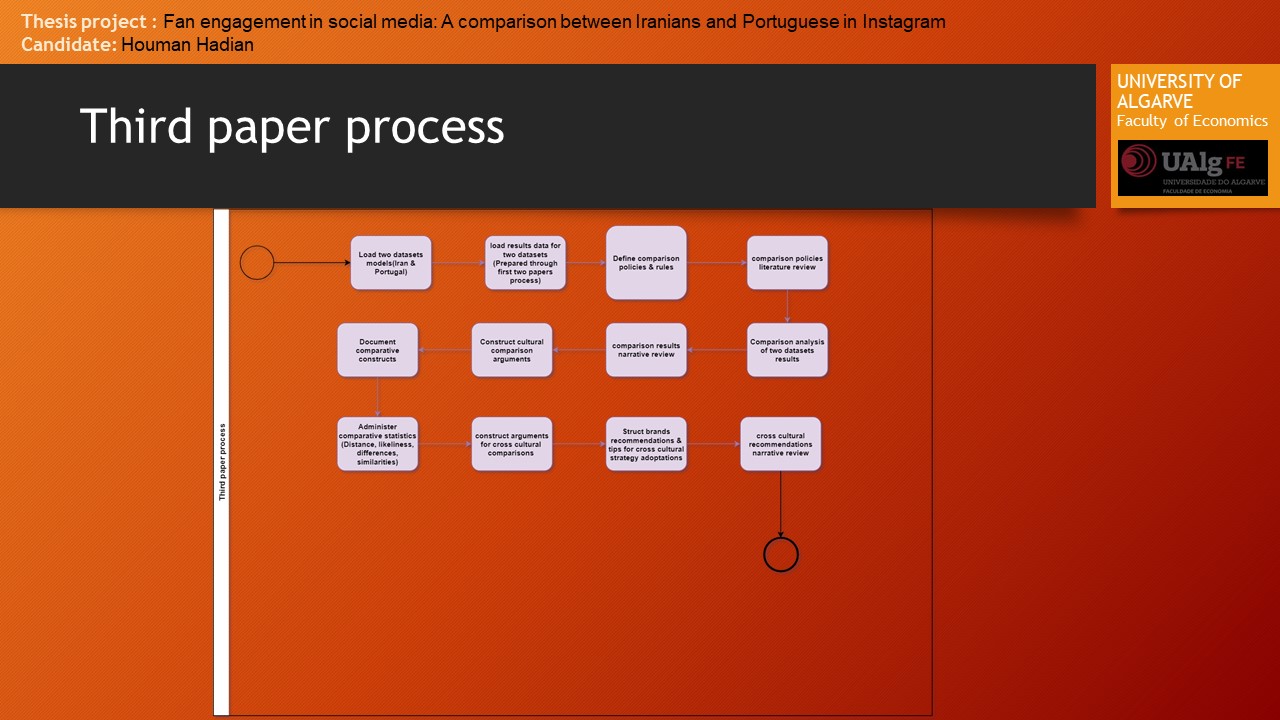 Thesis project : Fan engagement in social media: A comparison between Iranians and Portuguese in Instagram
Candidate: Houman Hadian
Third paper process
UNIVERSITY OF
ALGARVE
Faculty of Economics
UAlg FE
UNIVERSIDADE DO ALGARVE
FACULDADE DE ECONOMIA
Third paper process
Load two datasets
models(Iran &
Portugal)
load results data for
two datasets
(Prepared through
first two papers
process)
Define comparison
policies & rules
comparison policies
literature review
Comparison analysis
of two datasets
results
comparison results
narrative review
Construct cultural
comparison
arguments
Document
comparative
constructs
Administer
comparative statistics
(Distance, likeliness,
differences,
similarities)
construct arguments
for cross cultural
comparisons
Struct brands
recommendations &
tips for cross cultural
strategy adoptations
cross cultural
recommendations
narrative review